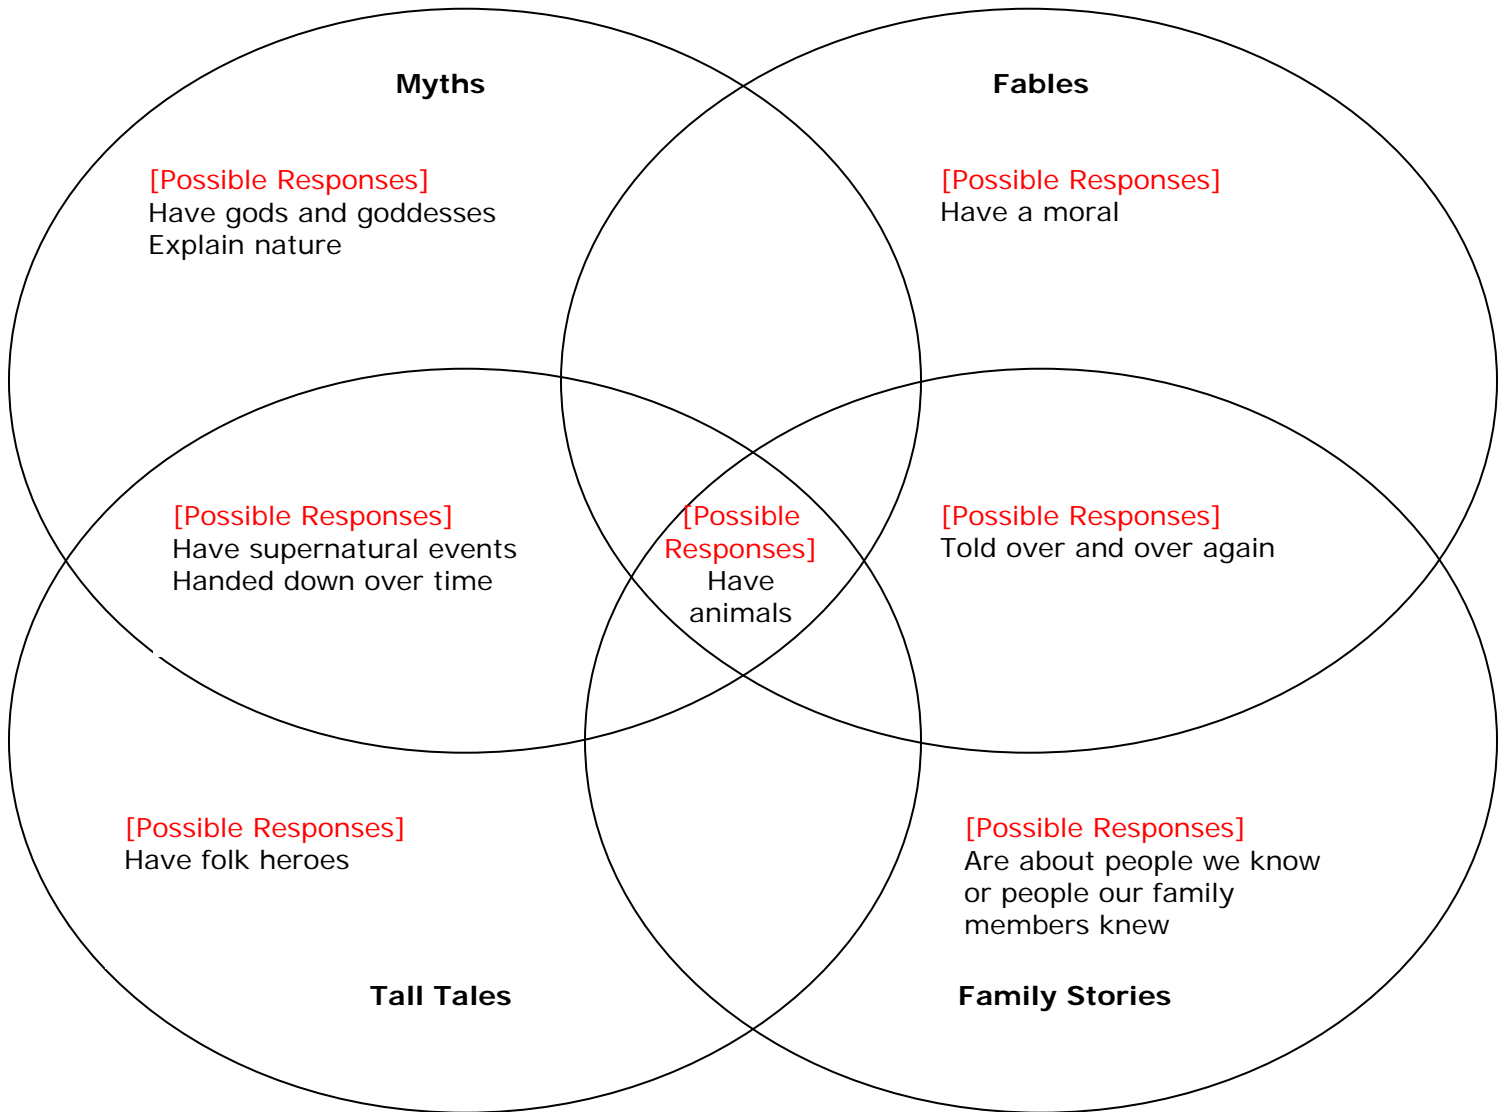 Myths
[Possible Responses]
Have gods and goddesses
Explain nature
Fables
[Possible Responses]
Have a moral
[Possible Responses]
Have supernatural events
Handed down over time
[Possible
Responses]
Have
animals
[Possible Responses]
Told over and over again
[Possible Responses]
Have folk heroes
Tall Tales
[Possible Responses]
Are about people we know
or people our family
members knew
Family Stories